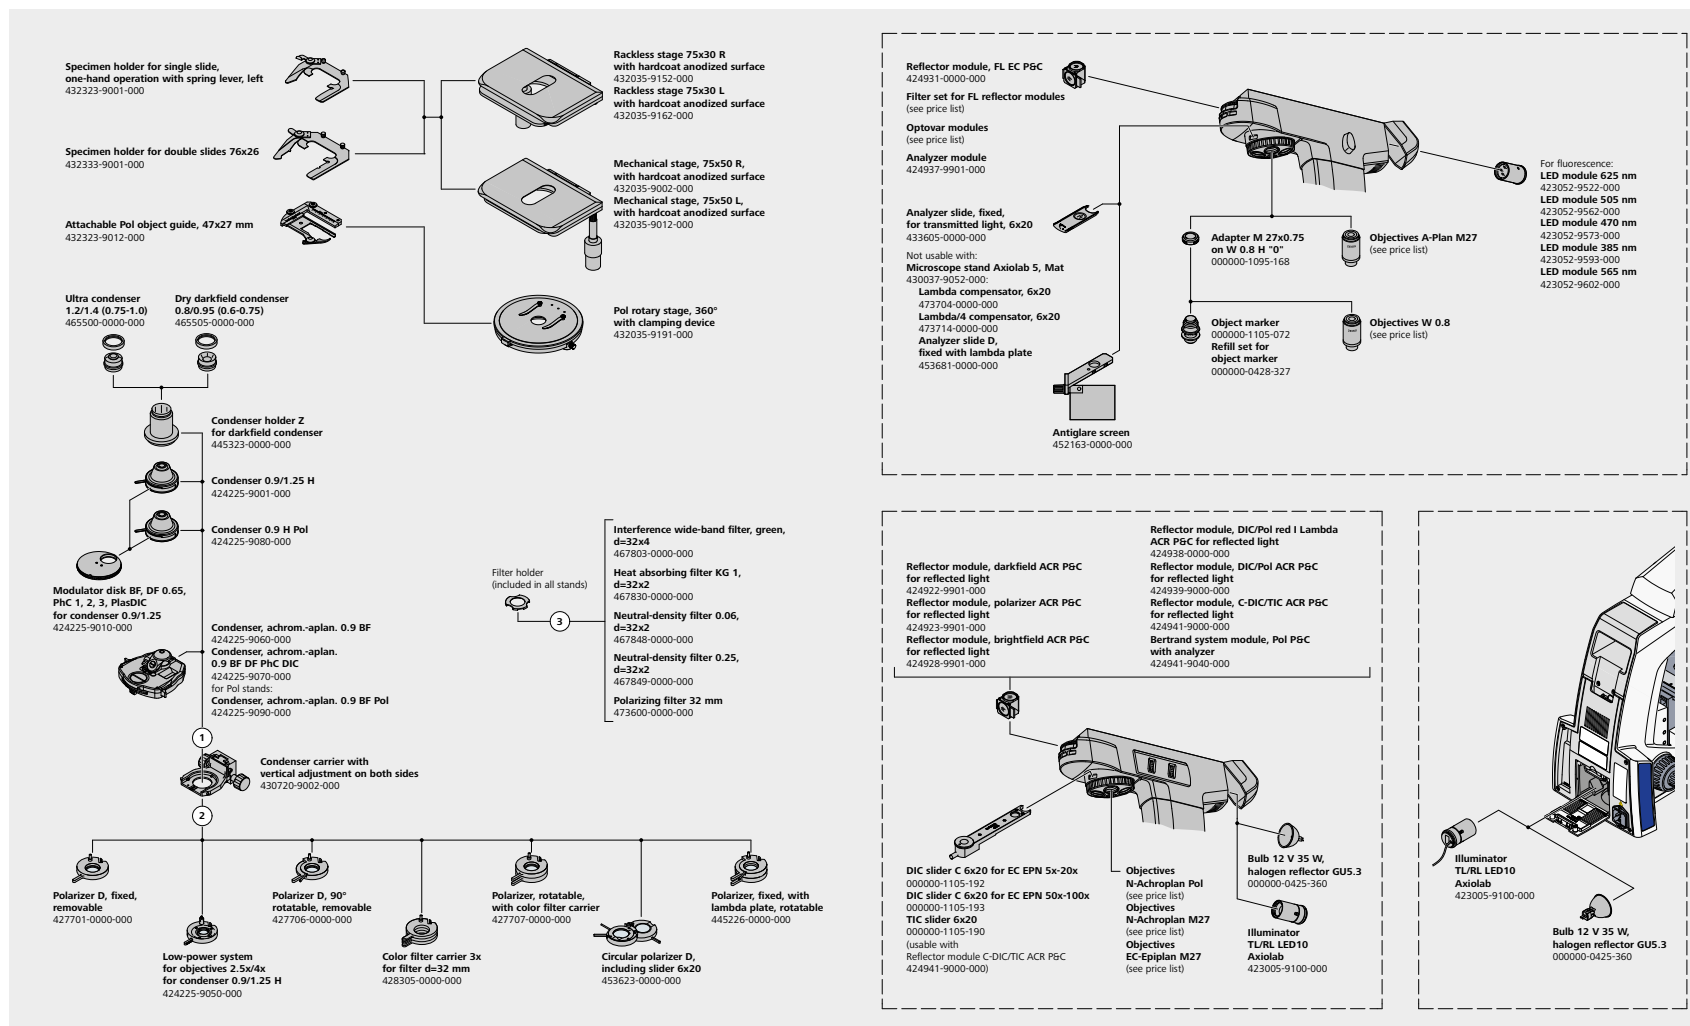 Specimen holder for single slide,
one-hand operation with spring lever, left
432323-9001-000
Specimen holder for double slides 76x26
432333-9001-000
Attachable Pol object guide, 47x27 mm
432323-9012-000
Rackless stage 75x30 R
with hardcoat anodized surface
432035-9152-000
Rackless stage 75x30 L
with hardcoat anodized surface
432035-9162-000
Mechanical stage, 75x50 R,
with hardcoat anodized surface
432035-9002-000
Mechanical stage, 75x50 L,
with hardcoat anodized surface
432035-9012-000
Pol rotary stage, 360°
with clamping device
432035-9191-000
Ultra condenser
1.2/1.4 (0.75-1.0)
465500-0000-000
Dry darkfield condenser
0.8/0.95 (0.6-0.75)
465505-0000-000
Condenser holder Z
for darkfield condenser
445323-0000-000
Condenser 0.9/1.25 H
424225-9001-000
Condenser 0.9 H Pol
424225-9080-000
Modulator disk BF, DF 0.65,
PhC 1, 2, 3, PlasDIC
for condenser 0.9/1.25
424225-9010-000
Condenser, achrom.-aplan. 0.9 BF
424225-9060-000
Condenser, achrom.-aplan.
0.9 BF DF PhC DIC
424225-9070-000
for Pol stands:
Condenser, achrom.-aplan. 0.9 BF Pol
424225-9090-000
1
Condenser carrier with
vertical adjustment on both sides
430720-9002-000
2
Filter holder
(included in all stands)
3
Interference wide-band filter, green,
d=32x4
467803-0000-000
Heat absorbing filter KG 1,
d=32x2
467830-0000-000
Neutral-density filter 0.06,
d=32x2
467848-0000-000
Neutral-density filter 0.25,
d=32x2
467849-0000-000
Polarizing filter 32 mm
473600-0000-000
Polarizer D, fixed,
removable
427701-0000-000
Polarizer D, 90°
rotatable, removable
427706-0000-000
Polarizer, rotatable,
with color filter carrier
427707-0000-000
Polarizer, fixed, with
lambda plate, rotatable
445226-0000-000
Low-power system
for objectives 2.5x/4x
for condenser 0.9/1.25 H
424225-9050-000
Color filter carrier 3x
for filter d=32 mm
428305-0000-000
Circular polarizer D,
including slider 6x20
453623-0000-000
Reflector module, FL EC P&C
424931-0000-000
Filter set for FL reflector modules
(see price list)
Optovar modules
(see price list)
Analyzer module
424937-9901-000
Analyzer slide, fixed,
for transmitted light, 6x20
433605-0000-000
Not usable with:
Microscope stand Axiolab 5, Mat
430037-9052-000:
Lambda compensator, 6x20
473704-0000-000
Lambda/4 compensator, 6x20
473714-0000-000
Analyzer slide D,
fixed with lambda plate
453681-0000-000
Antiglare screen
452163-0000-000
Adapter M 27x0.75
on W 0.8 H "0"
000000-1095-168
Objectives A-Plan M27
(see price list)
Object marker
000000-1105-072
Refill set for
object marker
000000-0428-327
Objectives W 0.8
(see price list)
For fluorescence:
LED module 625 nm
423052-9522-000
LED module 505 nm
423052-9562-000
LED module 470 nm
423052-9573-000
LED module 385 nm
423052-9593-000
LED module 565 nm
423052-9602-000
Reflector module, darkfield ACR P&C
for reflected light
424922-9901-000
Reflector module, polarizer ACR P&C
for reflected light
424923-9901-000
Reflector module, brightfield ACR P&C
for reflected light
424928-9901-000
Reflector module, DIC/Pol red I Lambda
ACR P&C for reflected light
424938-0000-000
Reflector module, DIC/Pol ACR P&C
for reflected light
424939-9000-000
Reflector module, C-DIC/TIC ACR P&C
for reflected light
424941-9000-000
Bertrand system module, Pol P&C
with analyzer
424941-9040-000
DIC slider C 6x20 for EC EPN 5x-20x
000000-1105-192
DIC slider C 6x20 for EC EPN 50x-100x
000000-1105-193
TIC slider 6x20
000000-1105-190
(usable with
Reflector module C-DIC/TIC ACR P&C
424941-9000-000)
Objectives
N-Achroplan Pol
(see price list)
Objectives
N-Achroplan M27
(see price list)
Objectives
EC-Epiplan M27
(see price list)
Bulb 12 V 35 W,
halogen reflector GU5.3
000000-0425-360
Illuminator
TL/RL LED10
Axiolab
423005-9100-000
Illuminator
TL/RL LED10
Axiolab
423005-9100-000
Bulb 12 V 35 W,
halogen reflector GU5.3
000000-0425-360